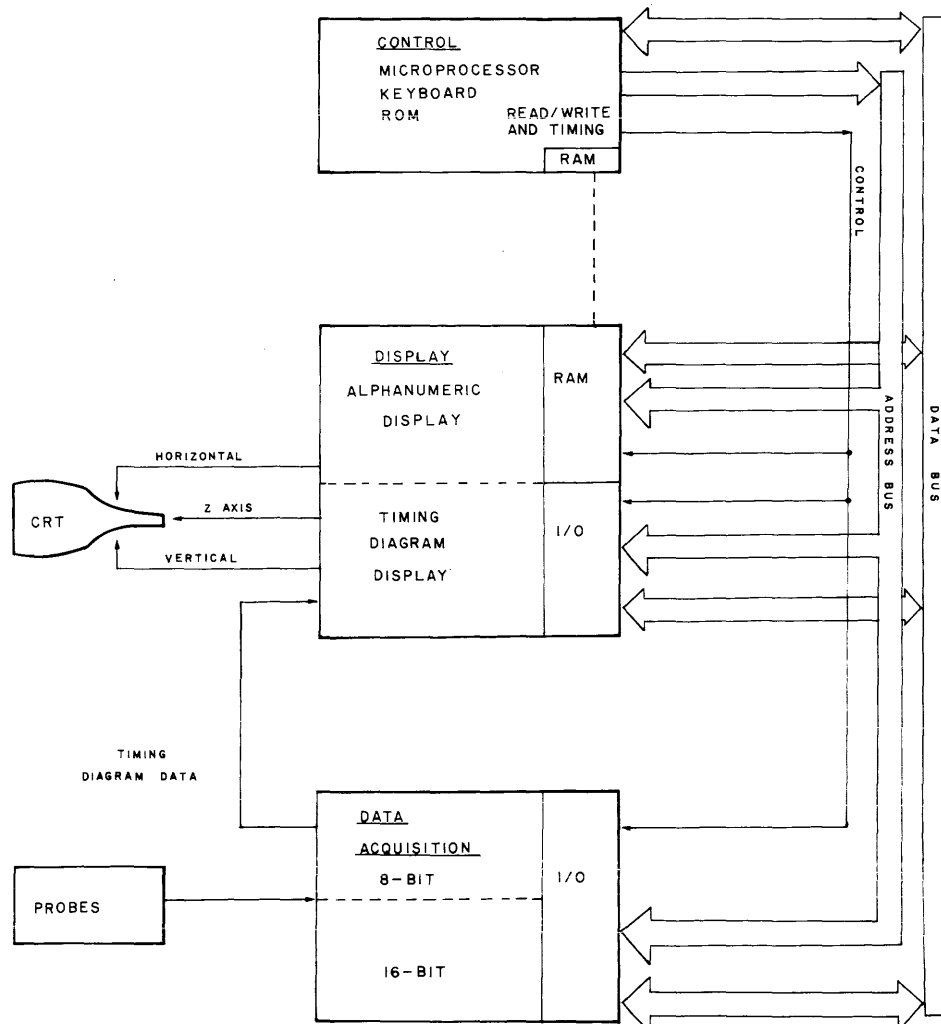 CONTROL
MICROPROCESSOR
KEYBOARD
ROM
READ/WRITE
AND TIMING
RAM
CONTROL
DISPLAY
ALPHANUMERIC
DISPLAY
RAM
ADDRESS BUS
DATA BUS
HORIZONTAL
CRT
Z AXIS
VERTICAL
TIMING
DIAGRAM
DISPLAY
I/O
TIMING
DIAGRAM DATA
DATA
ACQUISITION
8-BIT
I/O
PROBES
16-BIT